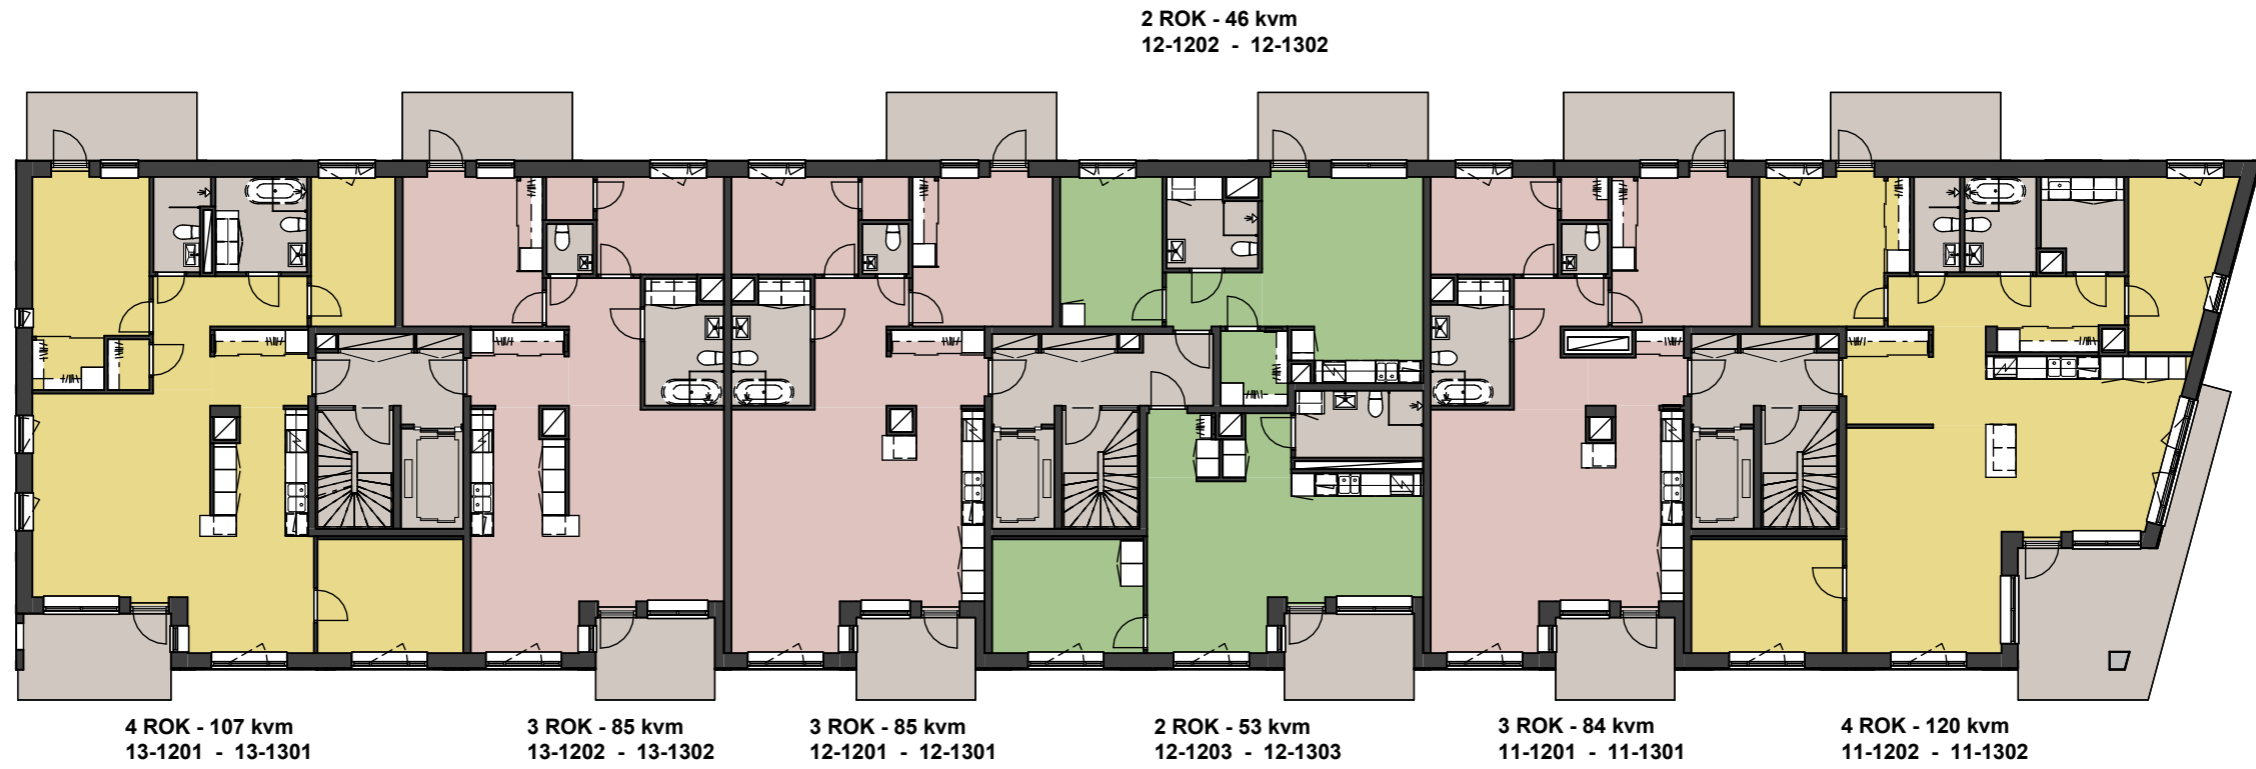 2 ROK - 46 kvm
12-1202 - 12-1302
4 ROK - 107 kvm
13-1201 - 13-1301
3 ROK - 85 kvm
13-1202 - 13-1302
3 ROK - 85 kvm
12-1201 - 12-1301
2 ROK - 53 kvm
12-1203 - 12-1303
3 ROK - 84 kvm
11-1201 - 11-1301
4 ROK - 120 kvm
11-1202 - 11-1302